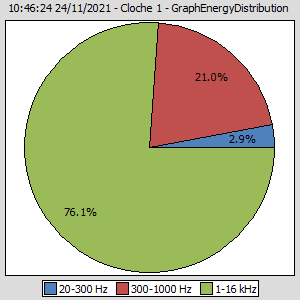 10:46:24 24/11/2021 - Cloche 1 - GraphEnergyDistribution
21.0%
2.9%
76.1%
20-300 Hz
300-1000 Hz
1-16 kHz